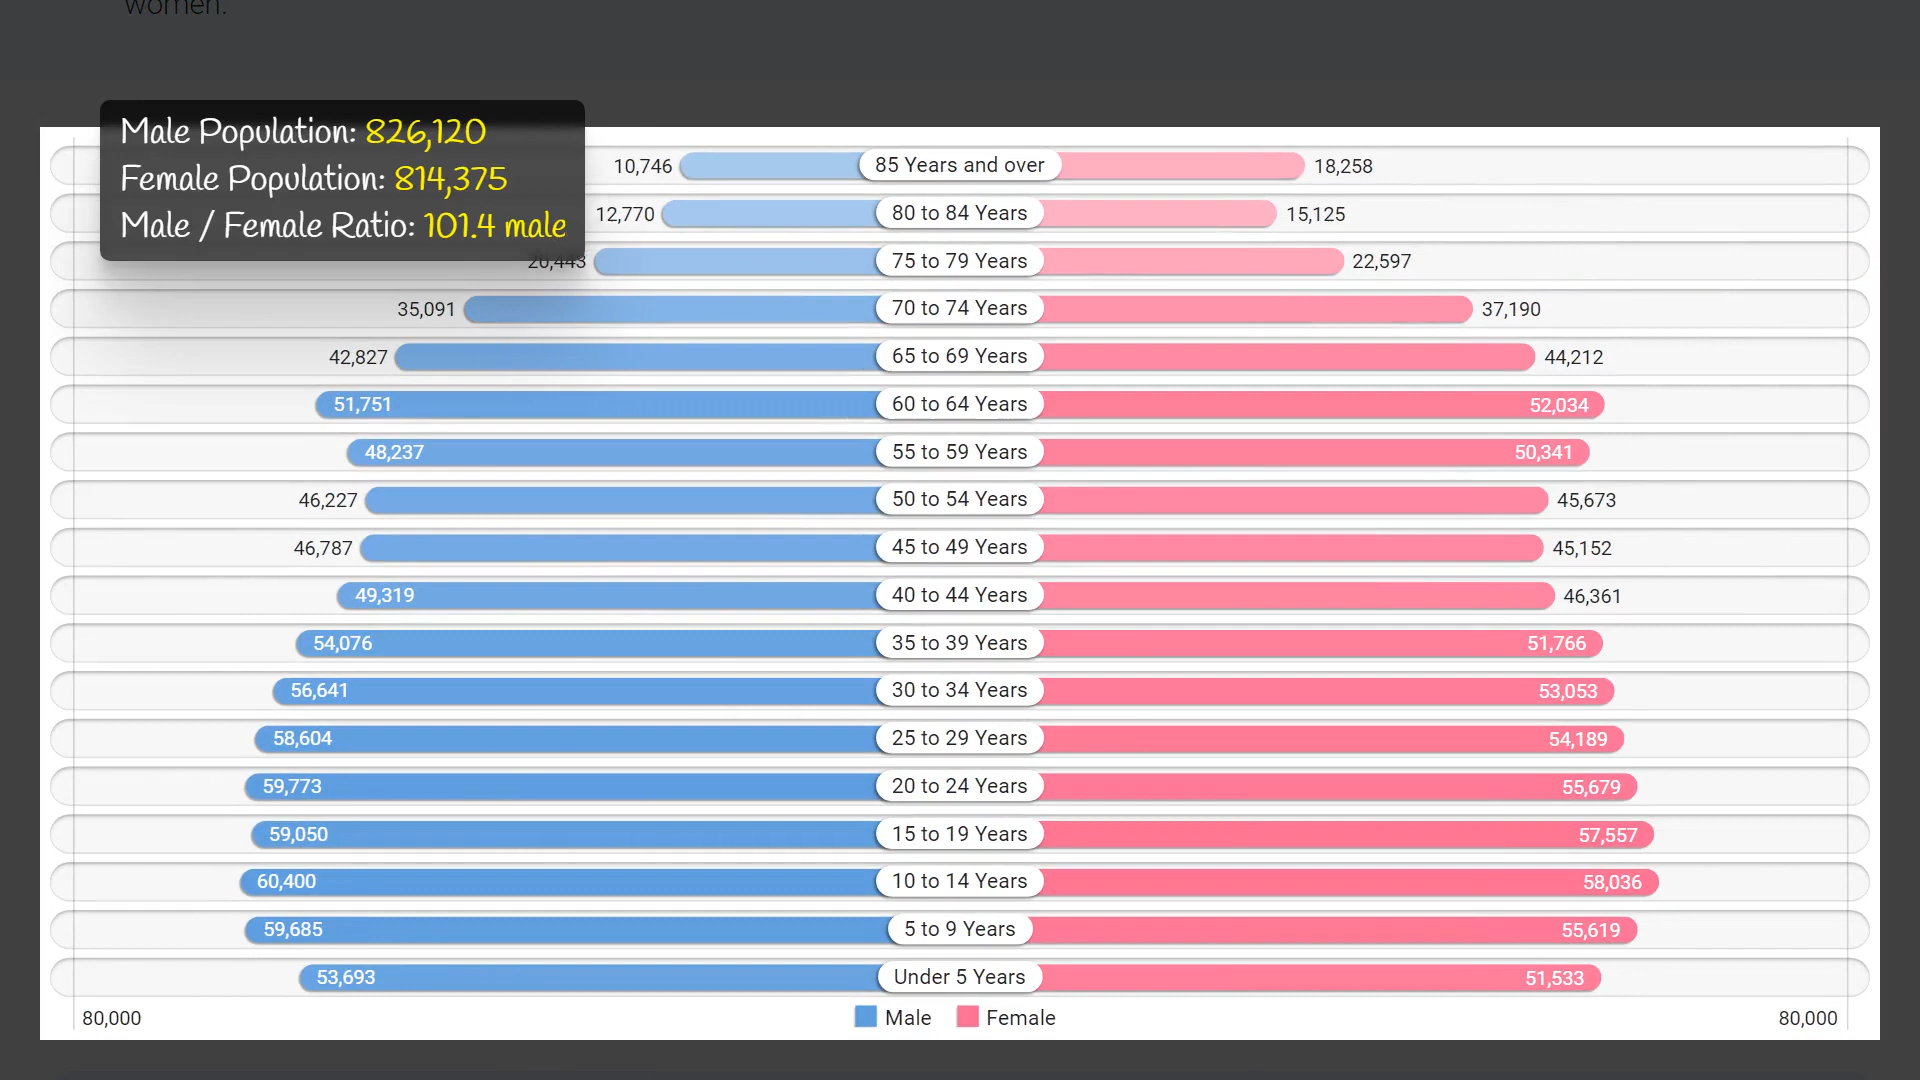 women.
Male Population: 826,120
Female Population: 814,375
Male / Female Ratio: 101.4 male
10,746 85 Years and over 18,258
12,770 80 to 84 Years 15,125
20,443 75 to 79 Years 22,597
35,091 70 to 74 Years 37,190
42,827 65 to 69 Years 44,212
51,751 60 to 64 Years 52,034
48,237 55 to 59 Years 50,341
46,227 50 to 54 Years 45,673
46,787 45 to 49 Years 45,152
49,319 40 to 44 Years 46,361
54,076 35 to 39 Years 51,766
56,641 30 to 34 Years 53,053
58,604 25 to 29 Years 54,189
59,773 20 to 24 Years 55,679
59,050 15 to 19 Years 57,557
60,400 10 to 14 Years 58,036
59,685 5 to 9 Years 55,619
53,693 Under 5 Years 51,533
80,000 Male Female 80,000